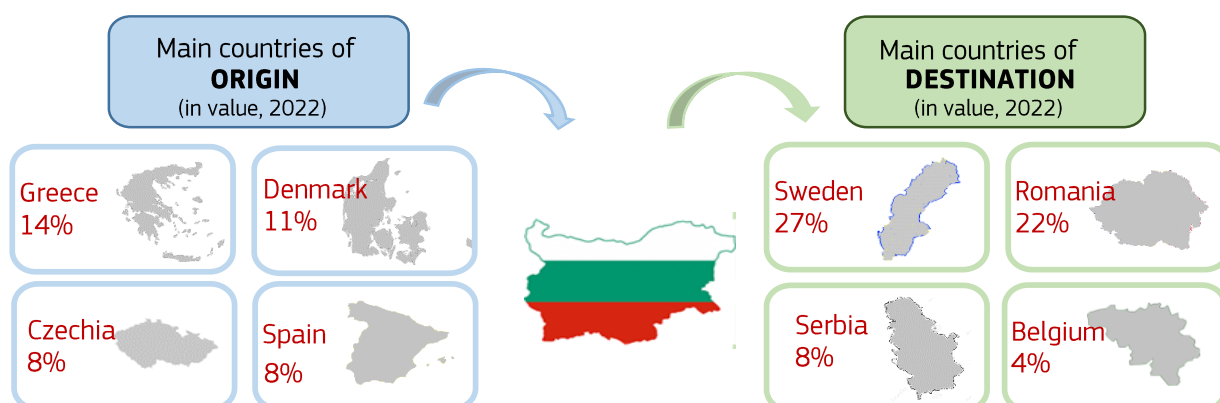 Main countries of
ORIGIN
(in value, 2022)
Main countries of
DESTINATION
(in value, 2022)
Greece
14%
Denmark
11%
Czechia
8%
Spain
8%
Sweden
27%
Romania
22%
Serbia
8%
Belgium
4%